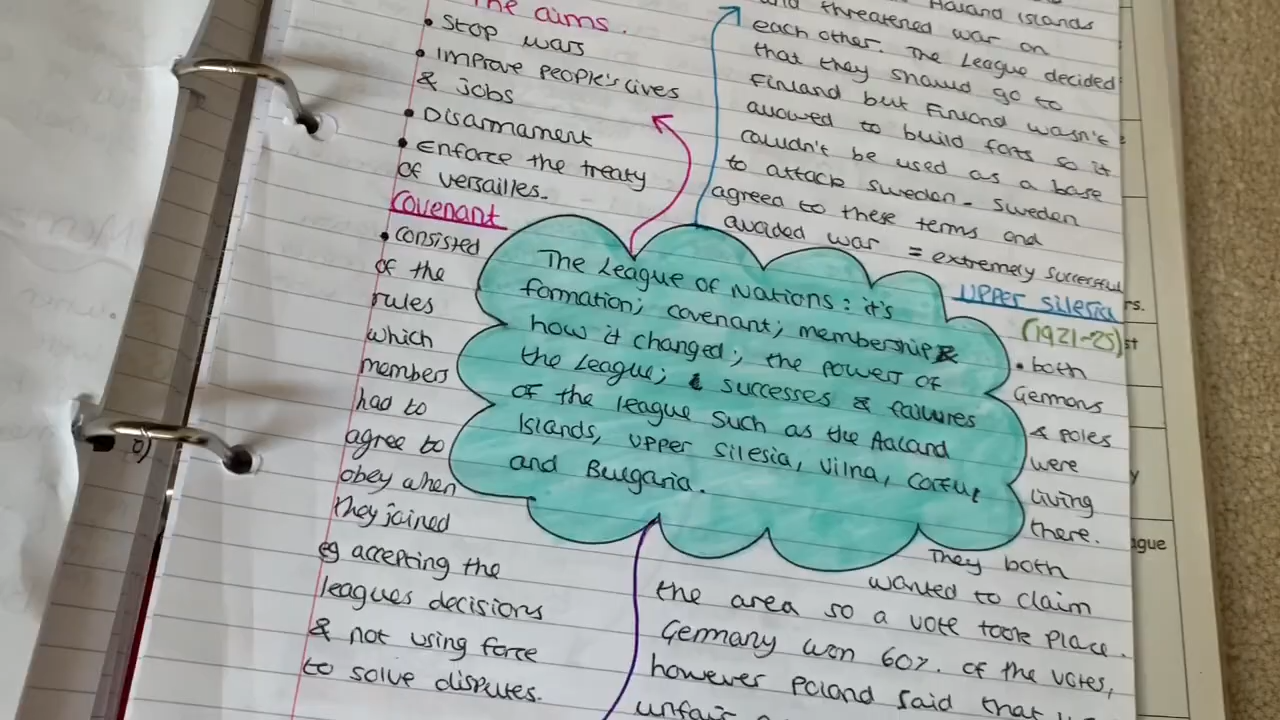 The aims.
• Stop wars
• Improve people's lives
& jobs
• Disarmament
• Enforce the treaty
of versailles.
Covenant
• consisted
of the
rules
which
members
had to
agree to
obey when
they joined
eg accepting the
leagues decisions
& not using force
to solve disputes.
Aaland Islands
threatened war on
each other. The League decided
that they should go to
Finland but Finland wasn't
allowed to build forts so it
couldn't be used as a base
to attack Sweden - Sweden
agreed to these terms and
avoided war = extremely successful
The League of Nations: it's
formation; covenant; membership &
how it changed; the powers of
the League; & successes & failures
of the league such as the Aaland
Islands, Upper Silesia, Vilna, Corfu,
and Bulgaria.
Upper Silesia
(1921-25)
• both
Germans
& poles
were
living
there.
They both
wanted to claim
the area so a vote took place.
Germany won 60%. of the votes,
however Poland said that
unfair
o)
rs.
st
y
ague